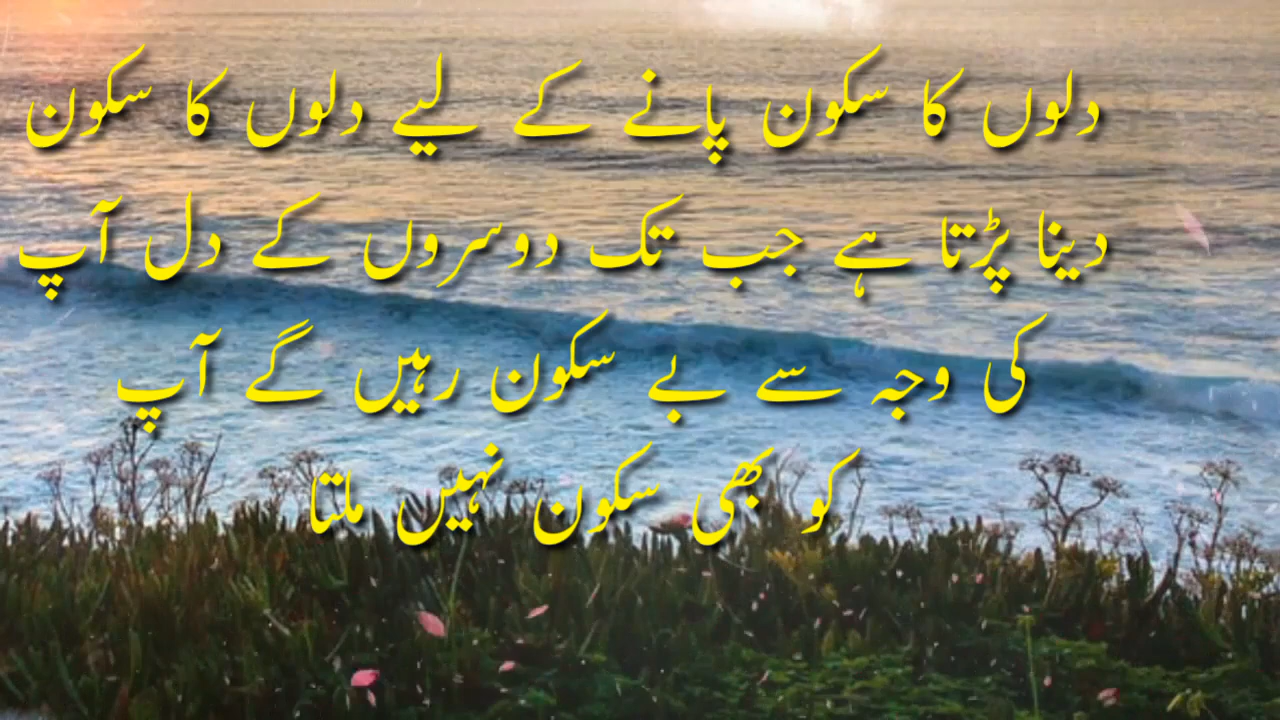 دلوں کا سکون پانے کے لیے دلوں کا سکون
دینا پڑتا ہے جب تک دوسروں کے دل آپ
کی وجہ سے بے سکون رہیں گے آپ
کو بھی سکون نہیں ملتا